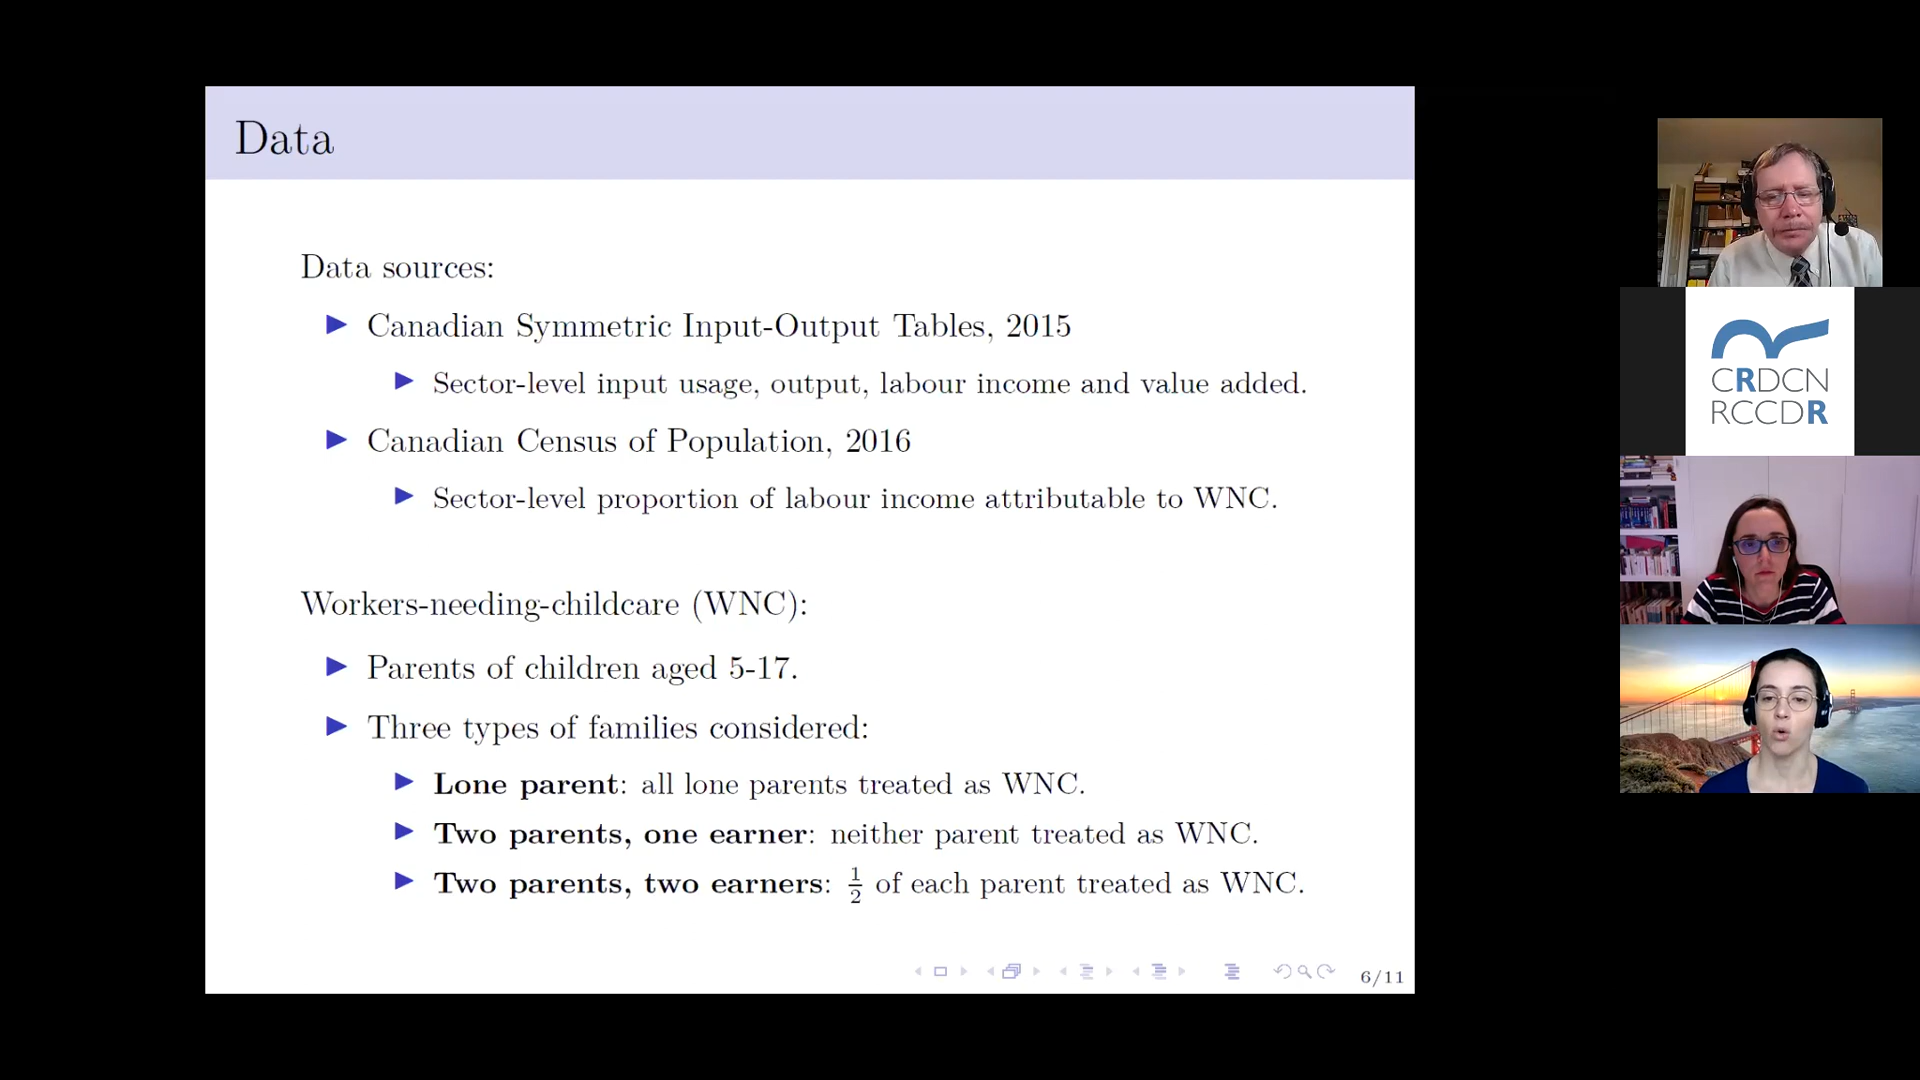 Data
Data sources:
▶ Canadian Symmetric Input-Output Tables, 2015
▶ Sector-level input usage, output, labour income and value added.
▶ Canadian Census of Population, 2016
▶ Sector-level proportion of labour income attributable to WNC.
Workers-needing-childcare (WNC):
▶ Parents of children aged 5-17.
▶ Three types of families considered:
▶ Lone parent: all lone parents treated as WNC.
▶ Two parents, one earner: neither parent treated as WNC.
▶ Two parents, two earners: 1/2 of each parent treated as WNC.
6/11
CRDCN
RCCDR